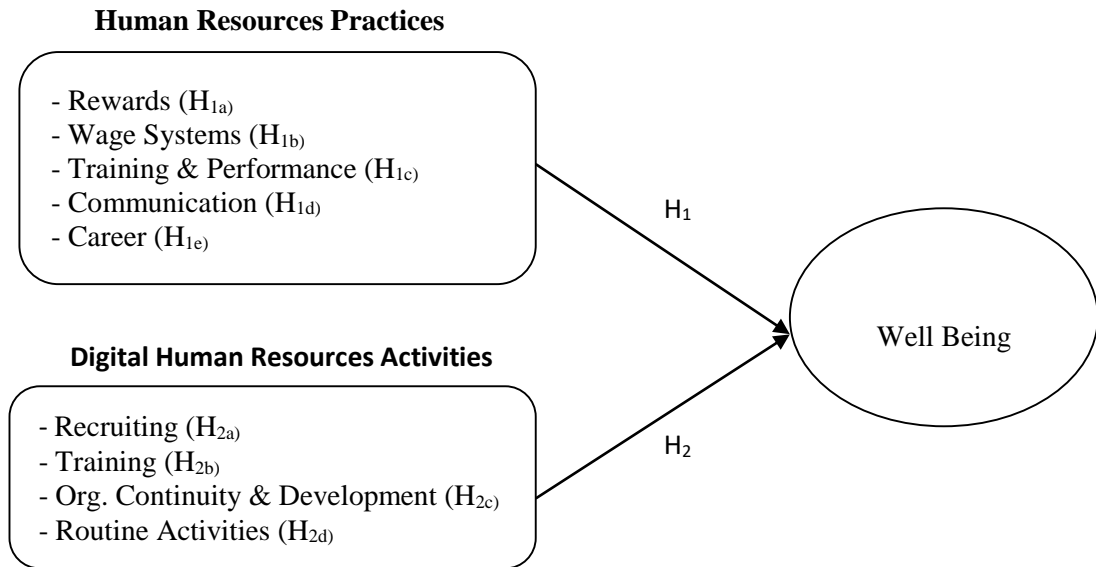 Human Resources Practices
- Rewards (H1a)
- Wage Systems (H1b)
- Training & Performance (H1c)
- Communication (H1d)
- Career (H1e)
H1
Well Being
Digital Human Resources Activities
- Recruiting (H2a)
- Training (H2b)
- Org. Continuity & Development (H2c)
- Routine Activities (H2d)
H2